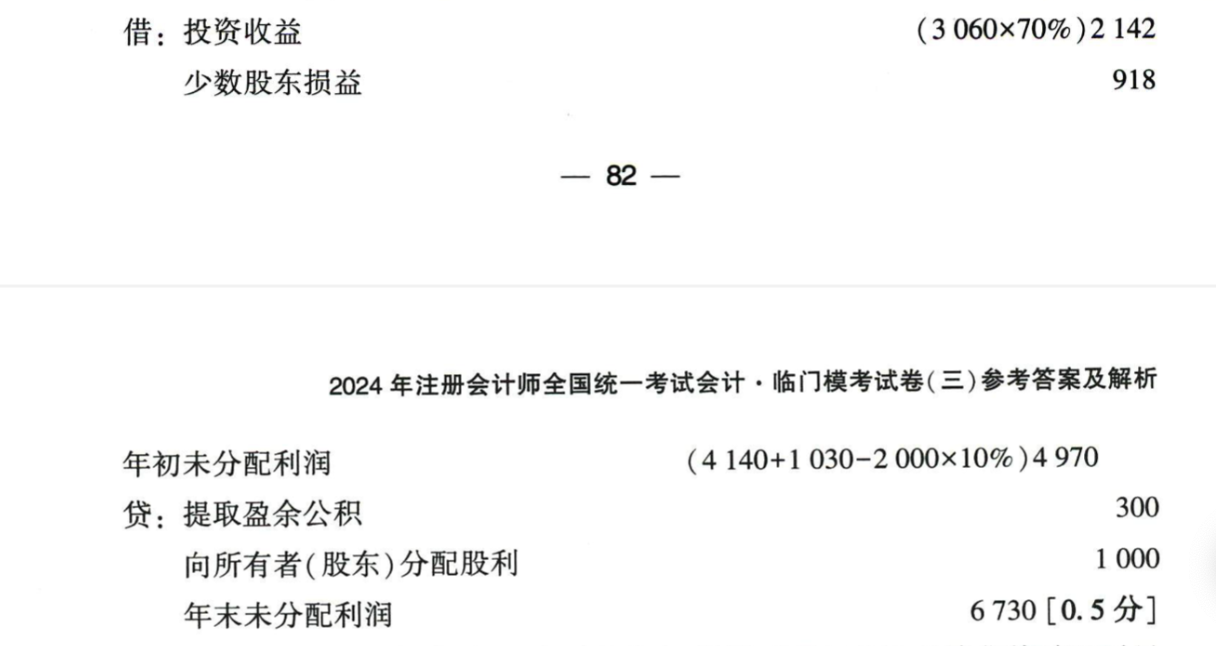 借：投资收益 (3 060×70%)2 142
少数股东损益 918
— 82 —
2024 年注册会计师全国统一考试会计·临门模考试卷(三)参考答案及解析
年初未分配利润 (4 140+1 030-2 000×10%)4 970
贷：提取盈余公积 300
向所有者(股东)分配股利 1 000
年末未分配利润 6 730 [0.5 分]